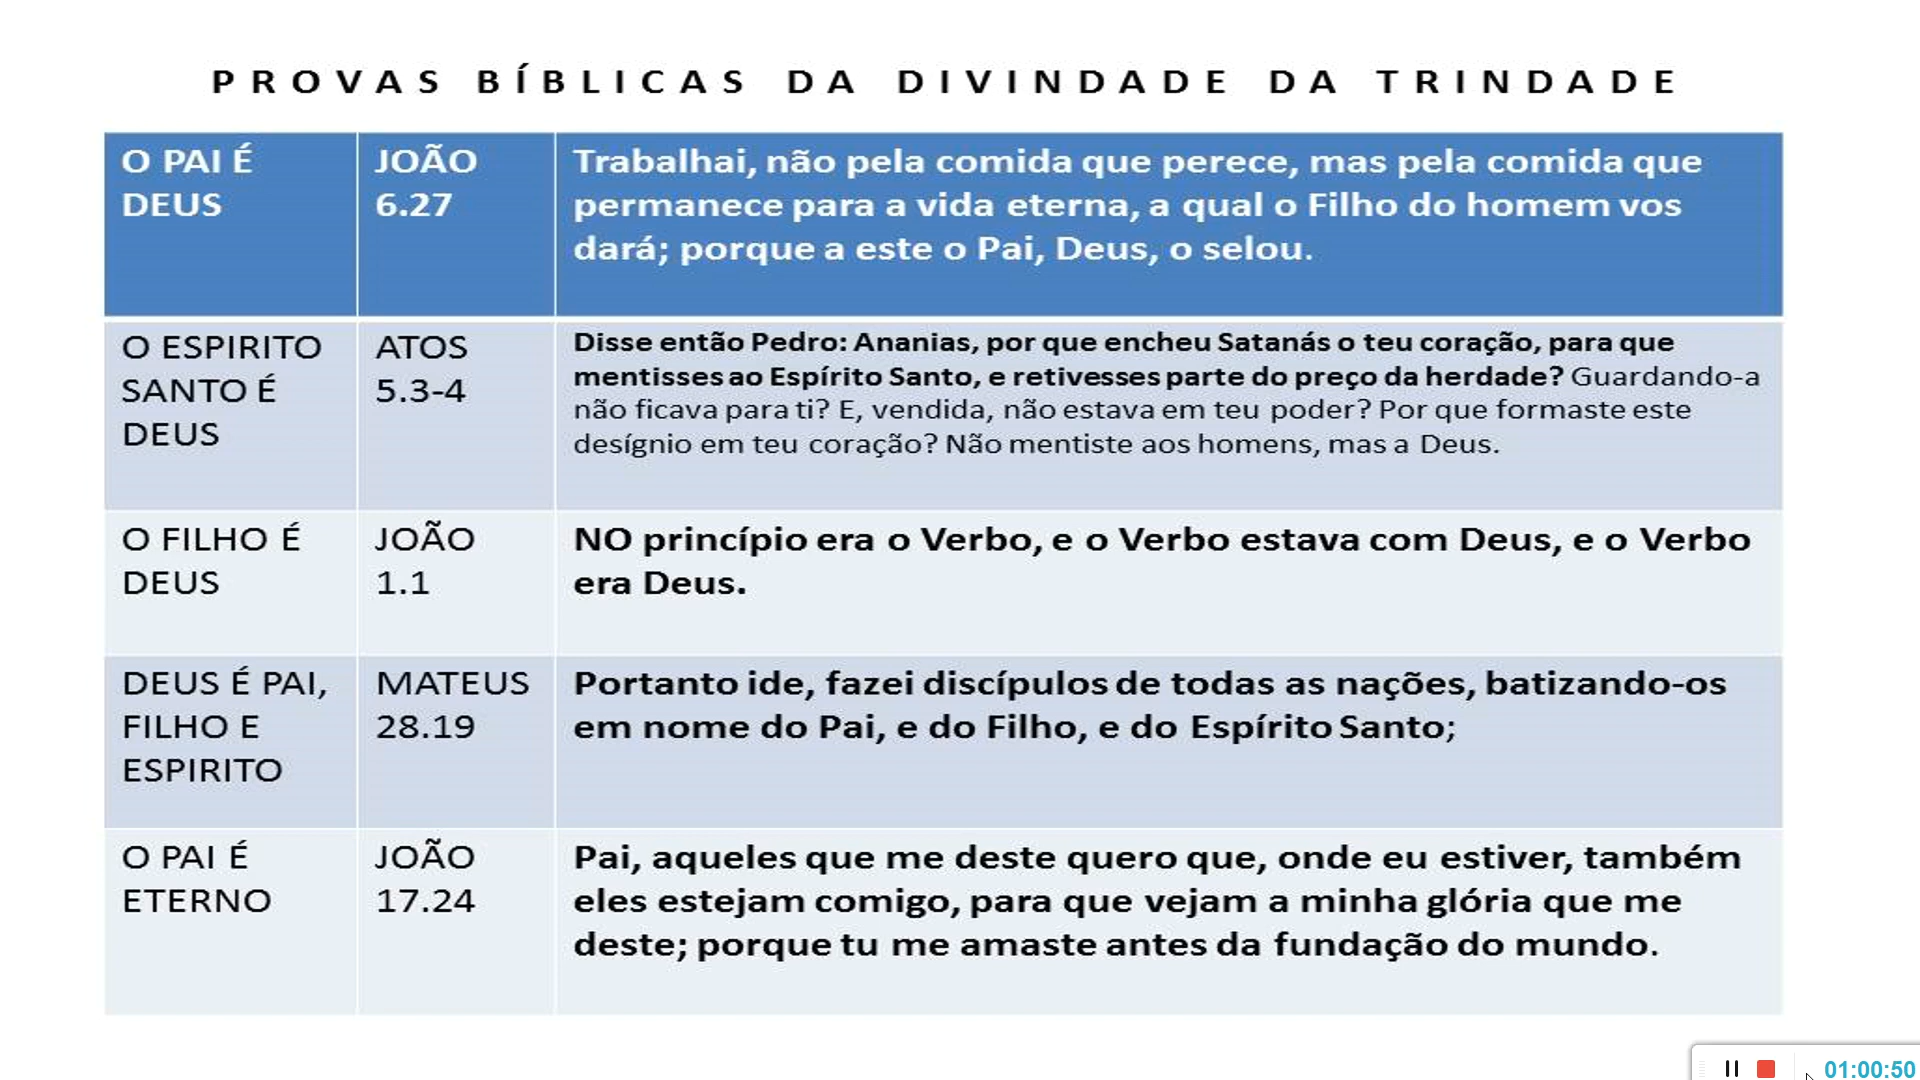 PROVAS BÍBLICAS DA DIVINDADE DA TRINDADE
O PAI É
DEUS
JOÃO
6.27
Trabalhai, não pela comida que perece, mas pela comida que
permanece para a vida eterna, a qual o Filho do homem vos
dará; porque a este o Pai, Deus, o selou.
O ESPIRITO
SANTO É
DEUS
ATOS
5.3-4
Disse então Pedro: Ananias, por que encheu Satanás o teu coração, para que
mentisses ao Espírito Santo, e retivesses parte do preço da herdade? Guardando-a
não ficava para ti? E, vendida, não estava em teu poder? Por que formaste este
desígnio em teu coração? Não mentiste aos homens, mas a Deus.
O FILHO É
DEUS
JOÃO
1.1
NO princípio era o Verbo, e o Verbo estava com Deus, e o Verbo
era Deus.
DEUS É PAI,
FILHO E
ESPIRITO
MATEUS
28.19
Portanto ide, fazei discípulos de todas as nações, batizando-os
em nome do Pai, e do Filho, e do Espírito Santo;
O PAI É
ETERNO
JOÃO
17.24
Pai, aqueles que me deste quero que, onde eu estiver, também
eles estejam comigo, para que vejam a minha glória que me
deste; porque tu me amaste antes da fundação do mundo.
01:00:50